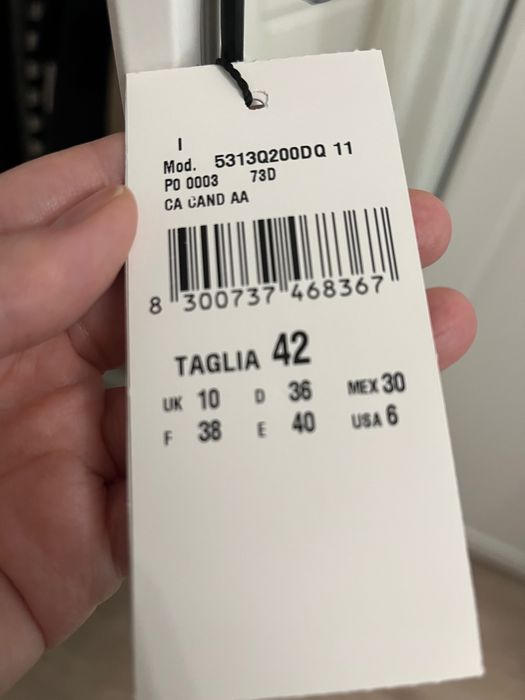 I
Mod. 5313Q200DQ 11
PO 0003 73D
CA CAND AA
8 300737 468367
TAGLIA 42
UK 10 D 36 MEX 30
F 38 E 40 USA 6